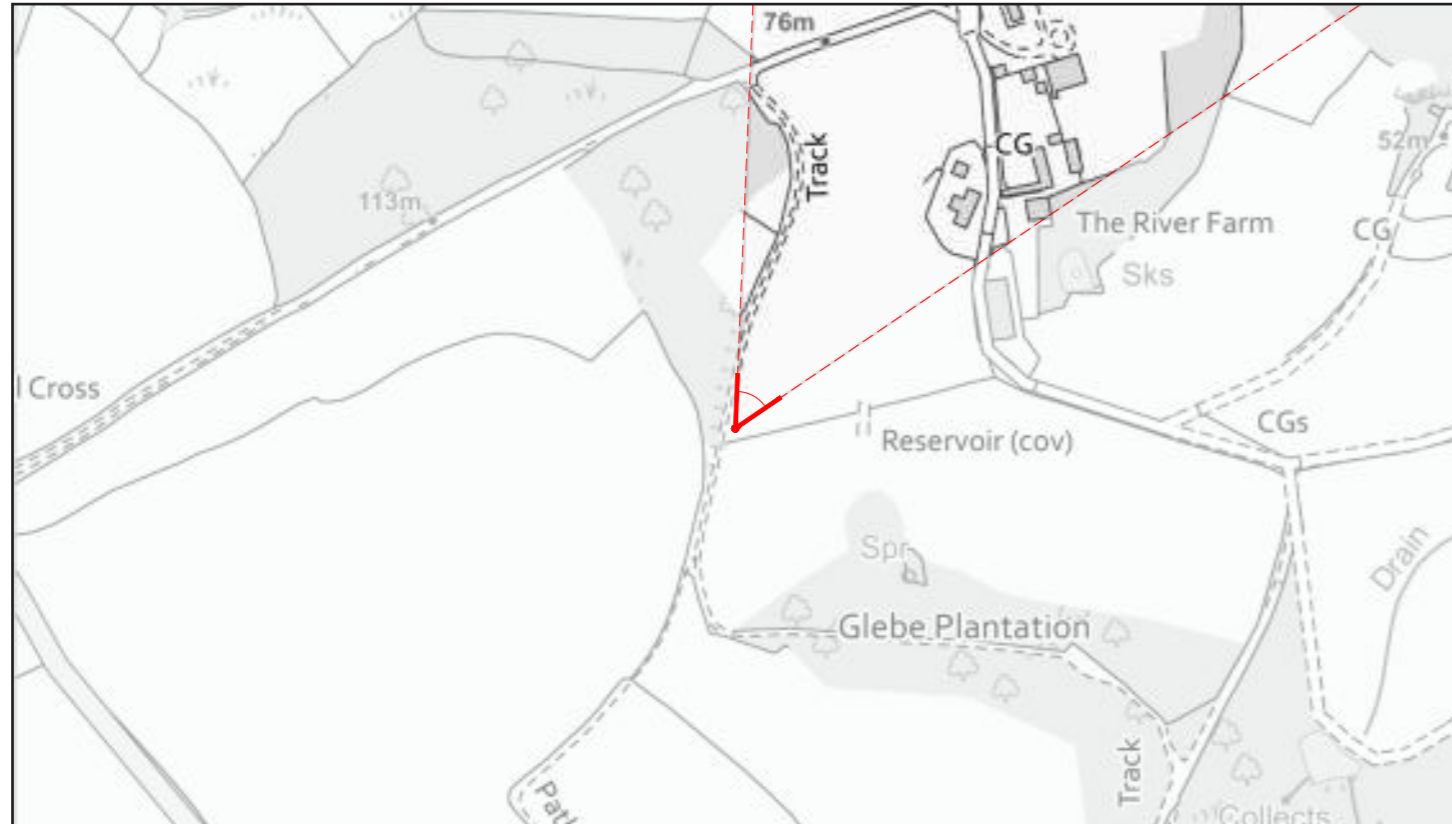 76m
Track
CG
52m
113m
The River Farm
CG
Sks
l Cross
CGs
Reservoir (cov)
Drain
Spr
Glebe Plantation
Track
Path
Collects